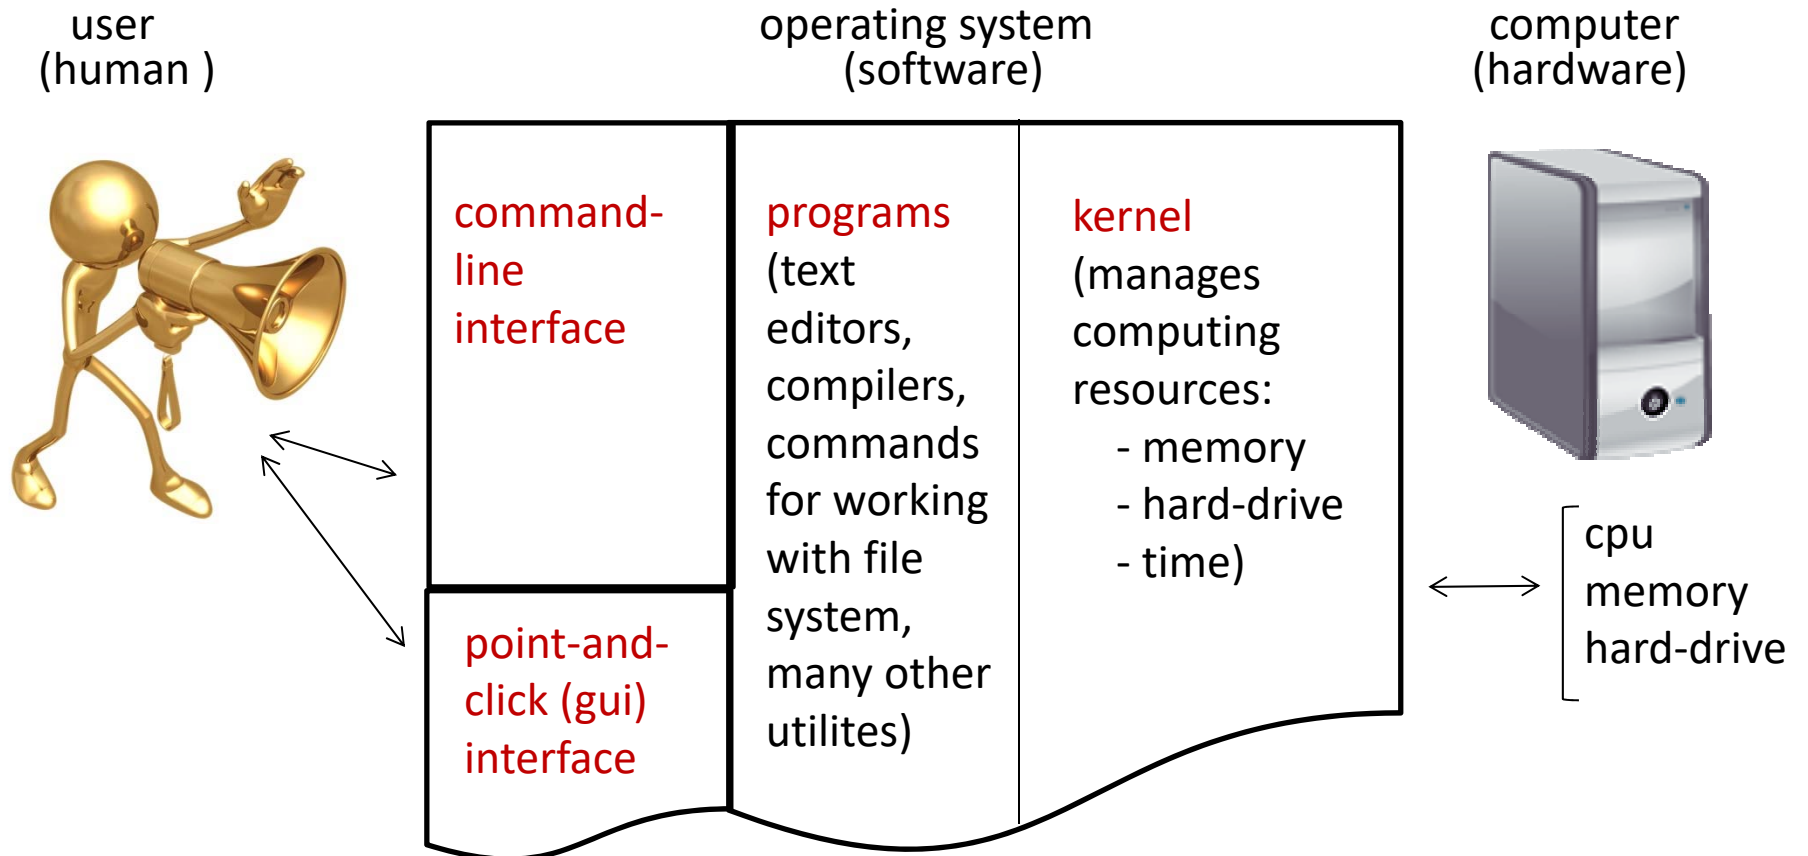 user
(human )
operating system
(software)
computer
(hardware)
command-
line
interface
point-and-
click (gui)
interface
programs
(text
editors,
compilers,
commands
for working
with file
system,
many other
utilites)
kernel
(manages
computing
resources:
- memory
- hard-drive
- time)
cpu
memory
hard-drive